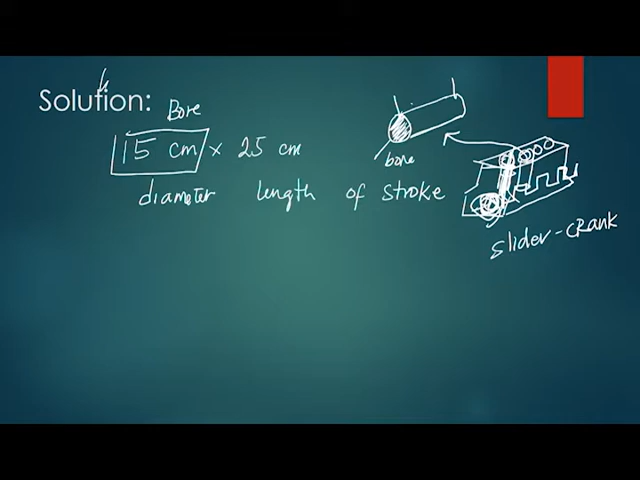 Solution:
Bore
15 cm × 25 cm
bore
diameter length of stroke
slider-crank